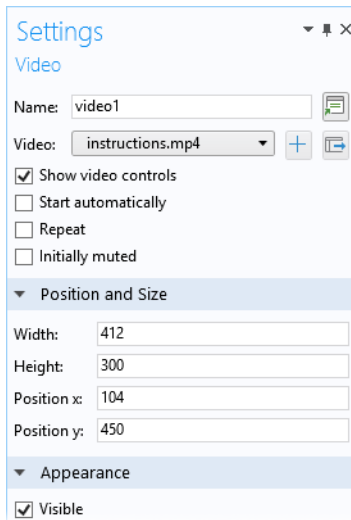 Settings
Video
Name: video1
Video: instructions.mp4
Show video controls
Start automatically
Repeat
Initially muted
Position and Size
Width: 412
Height: 300
Position x: 104
Position y: 450
Appearance
Visible